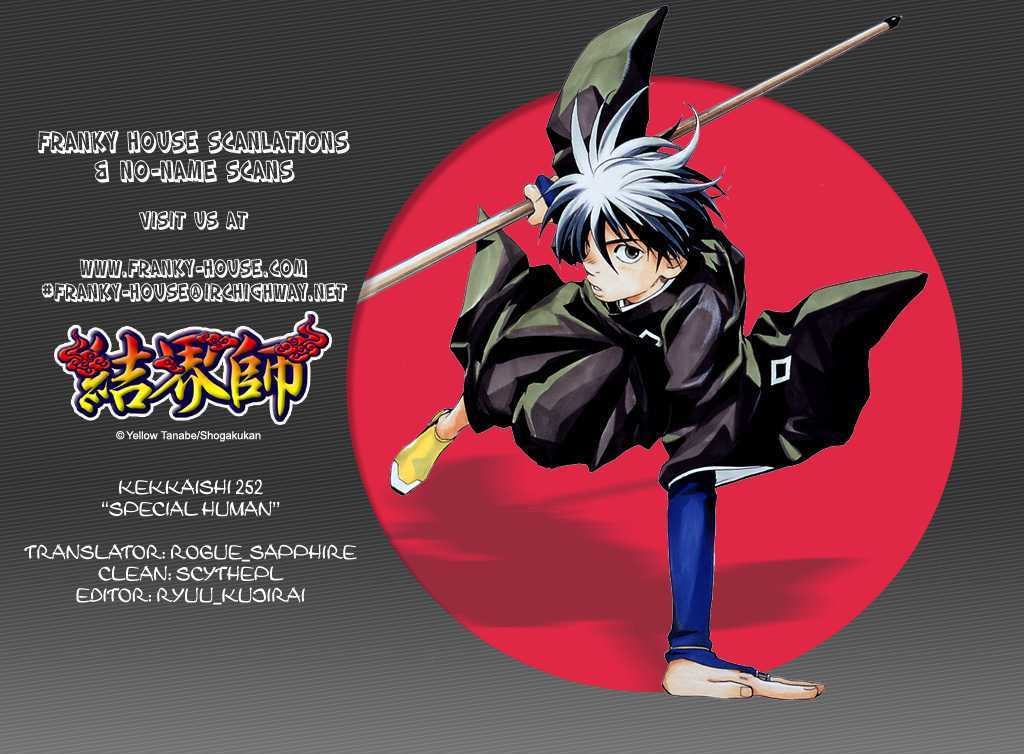 FRANKY HOUSE SCANLATIONS
& NO-NAME SCANS
VISIT US AT
WWW.FRANKY-HOUSE.COM
#FRANKY-HOUSE@IRCHIGHWAY.NET
結界師
© Yellow Tanabe/Shogakukan
KEKKAISHI 252
“SPECIAL HUMAN”
TRANSLATOR: ROGUE_SAPPHIRE
CLEAN: SCYTHEPL
EDITOR: RYUU_KUJIRAI